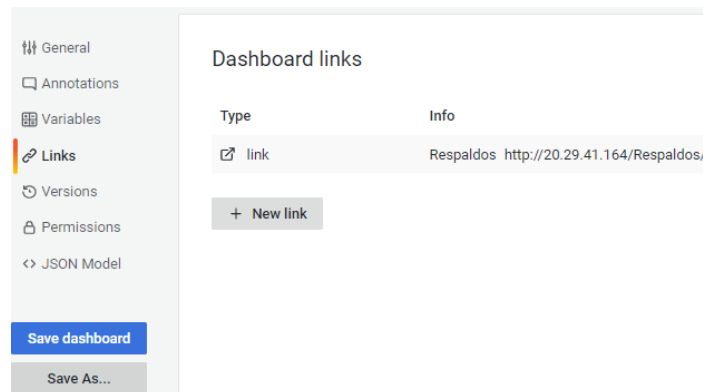 General
Annotations
Variables
Links
Versions
Permissions
JSON Model
Save dashboard
Save As...
Dashboard links
Type Info
link Respaldos http://20.29.41.164/Respaldos/
+ New link